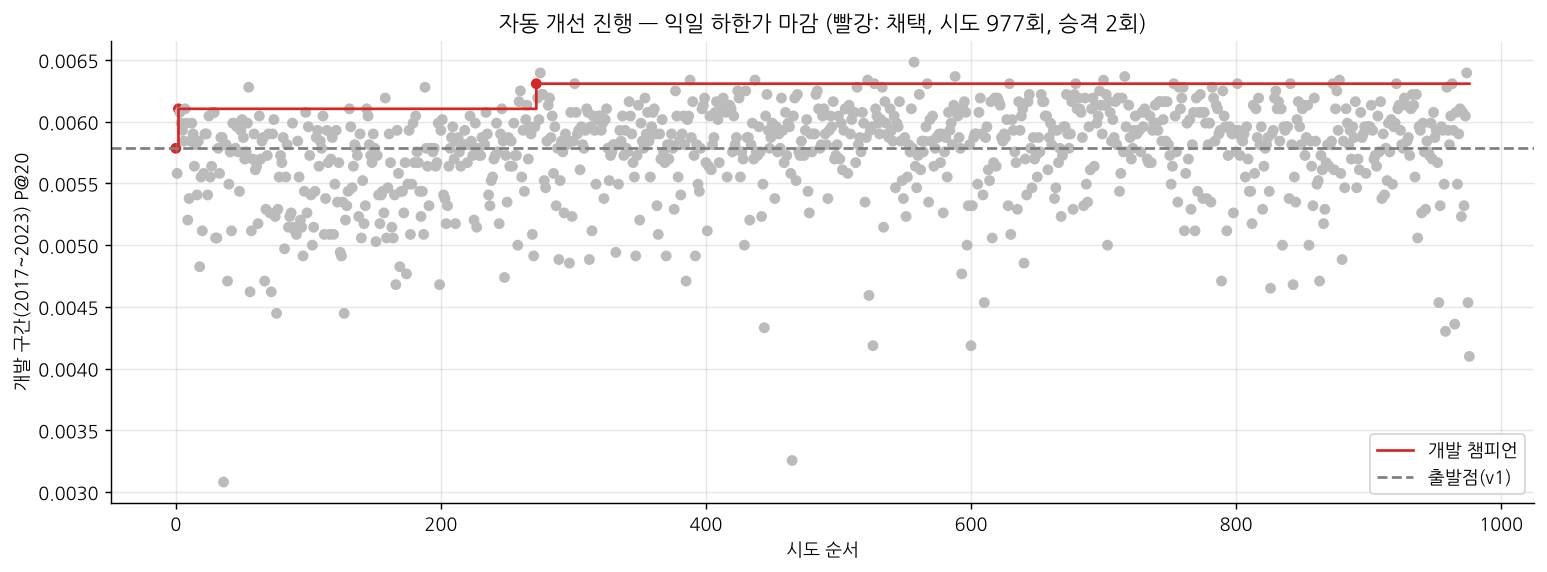 자동 개선 진행 — 익일 하한가 마감 (빨강: 채택, 시도 977회, 승격 2회)
개발 구간(2017~2023) P@20
0.0065
0.0060
0.0055
0.0050
0.0045
0.0040
0.0035
0.0030
개발 챔피언
출발점(v1)
0 200 400 600 800 1000
시도 순서